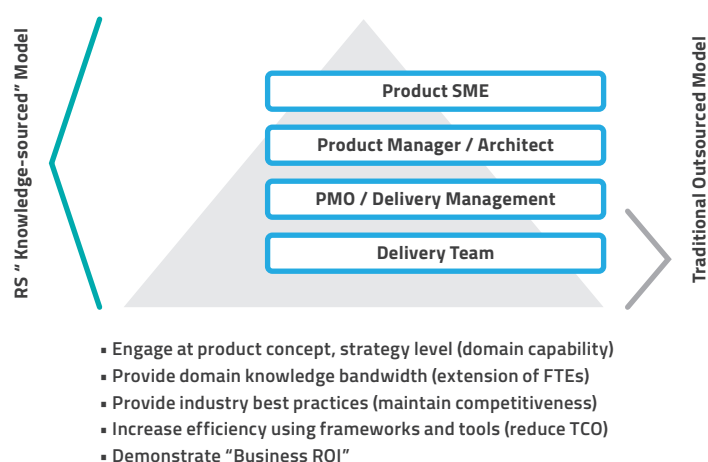 RS “ Knowledge-sourced” Model
Product SME
Product Manager / Architect
PMO / Delivery Management
Delivery Team
Traditional Outsourced Model
▪ Engage at product concept, strategy level (domain capability)
▪ Provide domain knowledge bandwidth (extension of FTEs)
▪ Provide industry best practices (maintain competitiveness)
▪ Increase efficiency using frameworks and tools (reduce TCO)
▪ Demonstrate “Business ROI”